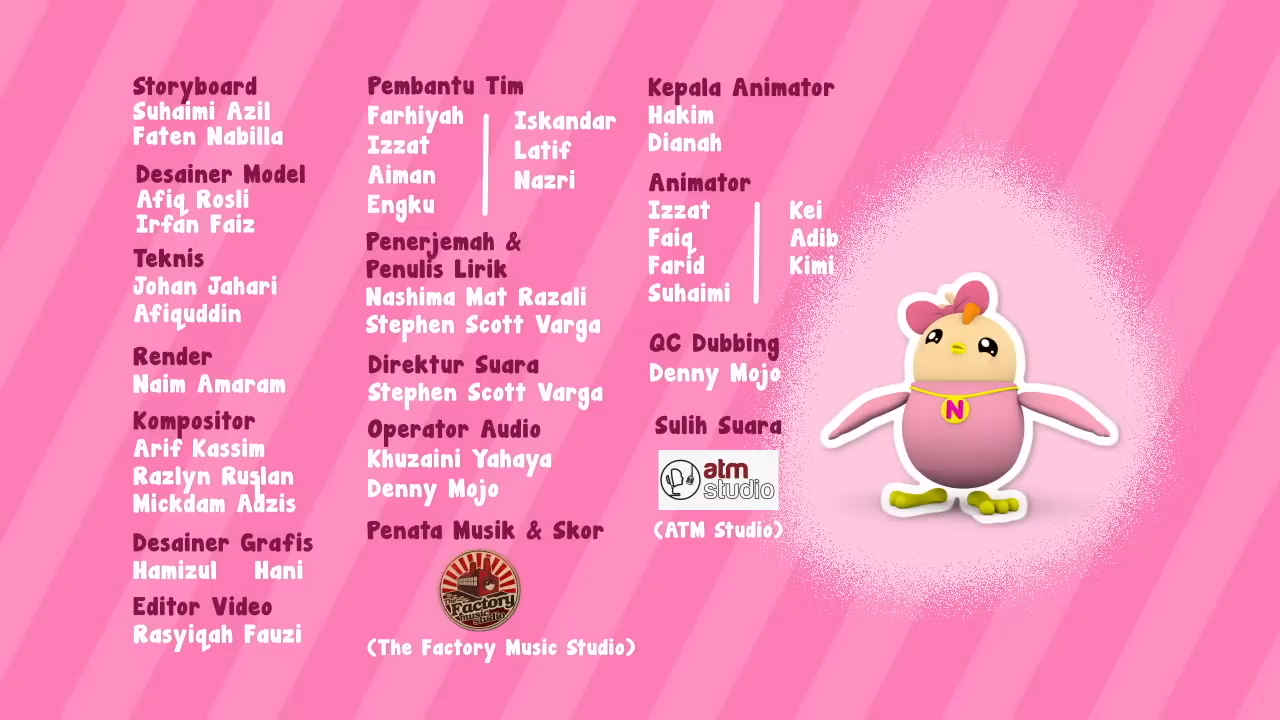 Storyboard
Suhaimi Azil
Faten Nabilla
Desainer Model
Afiq Rosli
Irfan Faiz
Teknis
Johan Jahari
Afiquddin
Render
Naim Amaram
Kompositor
Arif Kassim
Razlyn Ruslan
Mickdam Adzis
Desainer Grafis
Hamizul Hani
Editor Video
Rasyiqah Fauzi
Pembantu Tim
Farhiyah
Izzat
Aiman
Engku
Iskandar
Latif
Nazri
Penerjemah &
Penulis Lirik
Nashima Mat Razali
Stephen Scott Varga
Direktur Suara
Stephen Scott Varga
Operator Audio
Khuzaini Yahaya
Denny Mojo
Penata Musik & Skor
The
Factory
music
studio
(The Factory Music Studio)
Kepala Animator
Hakim
Dianah
Animator
Izzat
Faiq
Farid
Suhaimi
Kei
Adib
Kimi
QC Dubbing
Denny Mojo
Sulih Suara
atm
studio
(ATM Studio)
N